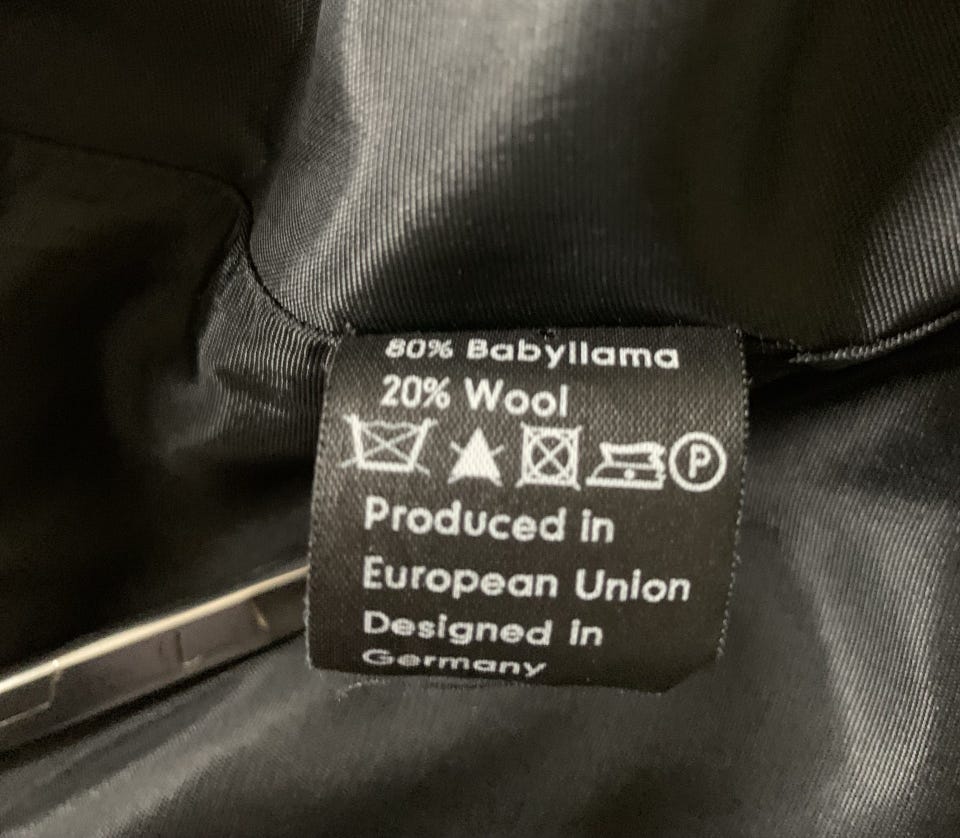 80% Babyllama
20% Wool
P
Produced in
European Union
Designed in
Germany